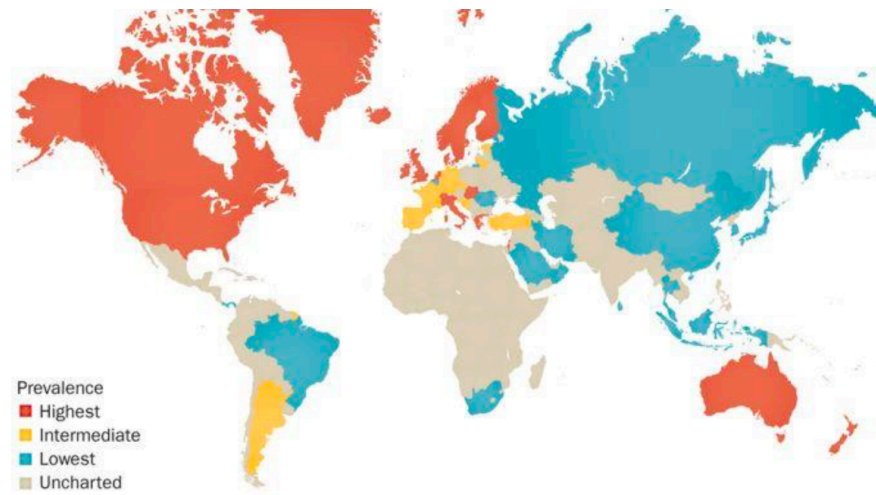 Prevalence
Highest
Intermediate
Lowest
Uncharted